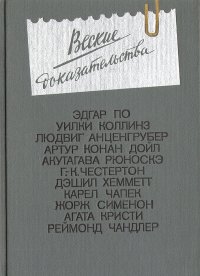 Веские
доказательства
ЭДГАР ПО
УИЛКИ КОЛЛИНЗ
ЛЮДВИГ АНЦЕНГРУБЕР
АРТУР КОНАН ДОЙЛ
АКУТАГАВА РЮНОСКЭ
Г.-К. ЧЕСТЕРТОН
ДЭШИЛ ХЕММЕТТ
КАРЕЛ ЧАПЕК
ЖОРЖ СИМЕНОН
АГАТА КРИСТИ
РЕЙМОНД ЧАНДЛЕР